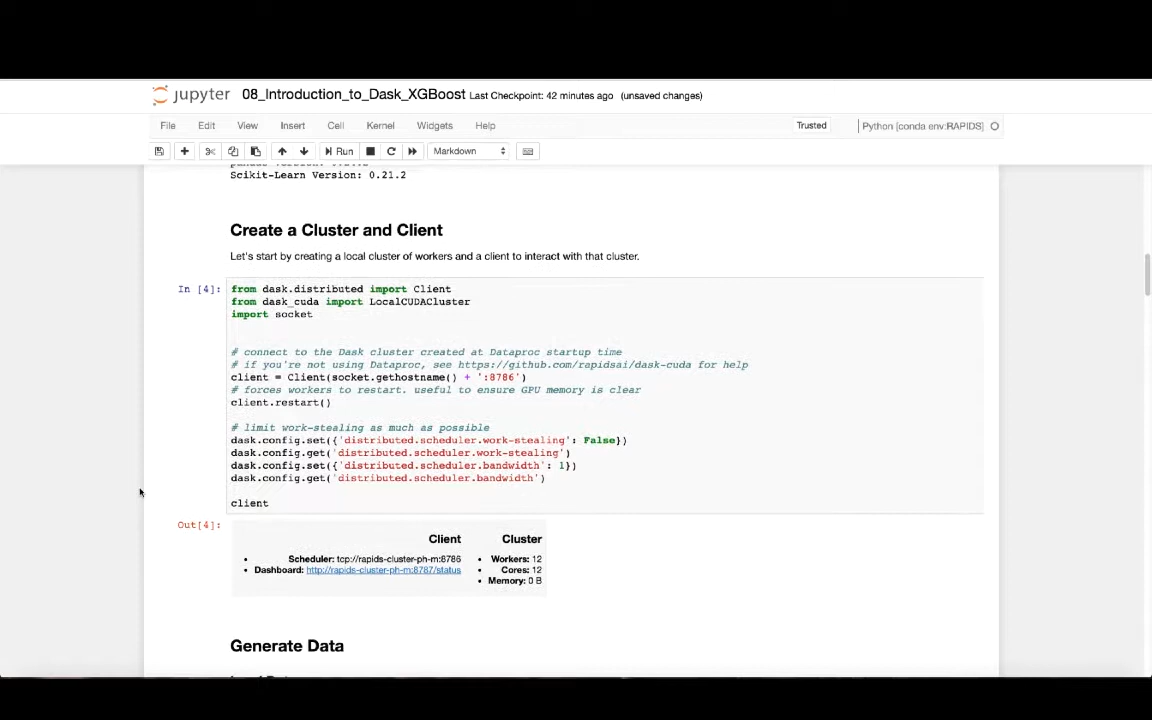 jupyter 08_Introduction_to_Dask_XGBoost Last Checkpoint: 42 minutes ago (unsaved changes)
File Edit View Insert Cell Kernel Widgets Help Trusted Python [conda env:RAPIDS]
Run Markdown
Scikit-Learn Version: 0.21.2
Create a Cluster and Client
Let's start by creating a local cluster of workers and a client to interact with that cluster.
In [4]: from dask.distributed import Client
from dask_cuda import LocalCUDACluster
import socket
# connect to the Dask cluster created at Dataproc startup time
# if you're not using Dataproc, see https://github.com/rapidsai/dask-cuda for help
client = Client(socket.gethostname() + ':8786')
# forces workers to restart. useful to ensure GPU memory is clear
client.restart()
# limit work-stealing as much as possible
dask.config.set({'distributed.scheduler.work-stealing': False})
dask.config.get('distributed.scheduler.work-stealing')
dask.config.set({'distributed.scheduler.bandwidth': 1})
dask.config.get('distributed.scheduler.bandwidth')
client
Out[4]:
Client Cluster
Scheduler: tcp://rapids-cluster-ph-m:8786 Workers: 12
Dashboard: http://rapids-cluster-ph-m:8787/status Cores: 12
Memory: 0 B
Generate Data